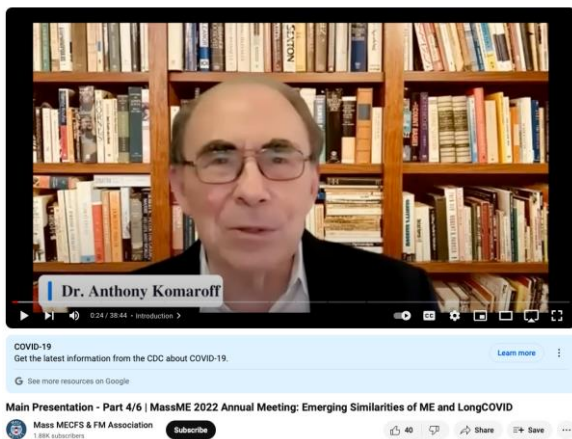 SEXTON
Dr. Anthony Komaroff
0:24 / 38:44 • Introduction >
CC
COVID-19
Get the latest information from the CDC about COVID-19.
Learn more
G See more resources on Google
Main Presentation - Part 4/6 | MassME 2022 Annual Meeting: Emerging Similarities of ME and LongCOVID
Mass MECFS & FM Association
1.88K subscribers
Subscribe
40
Share
Save